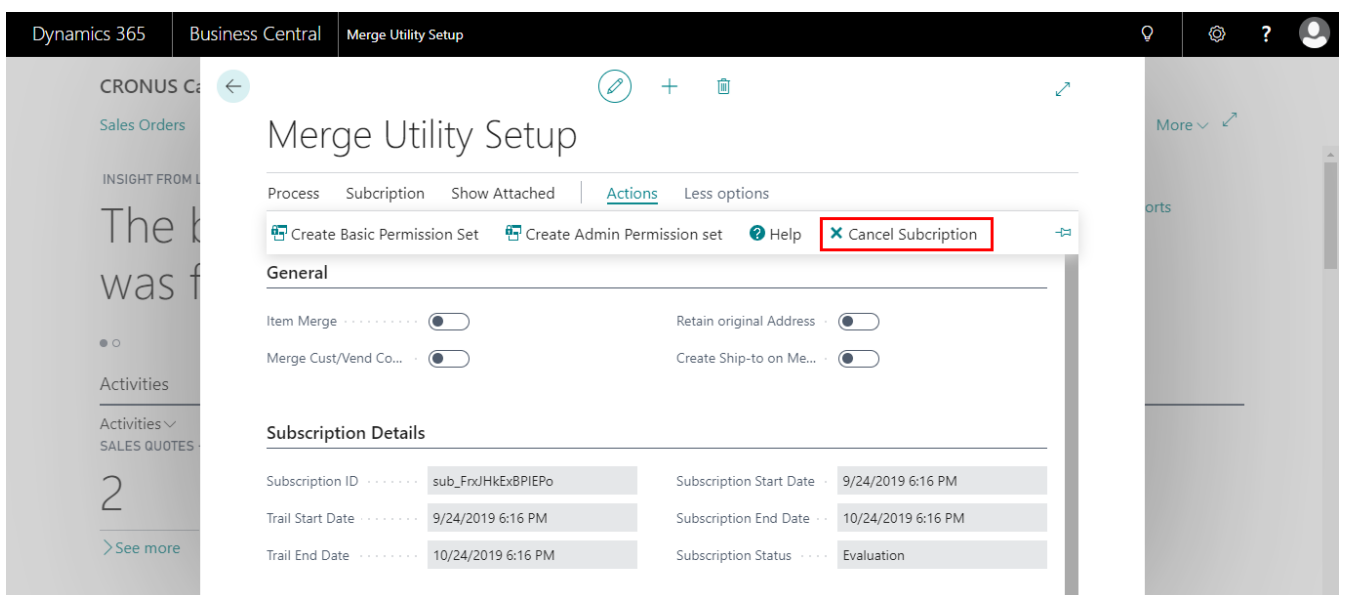 Dynamics 365 Business Central Merge Utility Setup ?
CRONUS Ca
Sales Orders More
Merge Utility Setup
INSIGHT FROM L
Process Subcription Show Attached Actions Less options
orts
The b
Create Basic Permission Set Create Admin Permission set ? Help Cancel Subcription
was f
General
Item Merge Retain original Address
Merge Cust/Vend Co... Create Ship-to on Me...
Activities
Activities
Subscription Details
SALES QUOTES
Subscription ID sub_FrxJHkExBPlEPo Subscription Start Date 9/24/2019 6:16 PM
2
Trail Start Date 9/24/2019 6:16 PM Subscription End Date 10/24/2019 6:16 PM
>See more
Trail End Date 10/24/2019 6:16 PM Subscription Status Evaluation